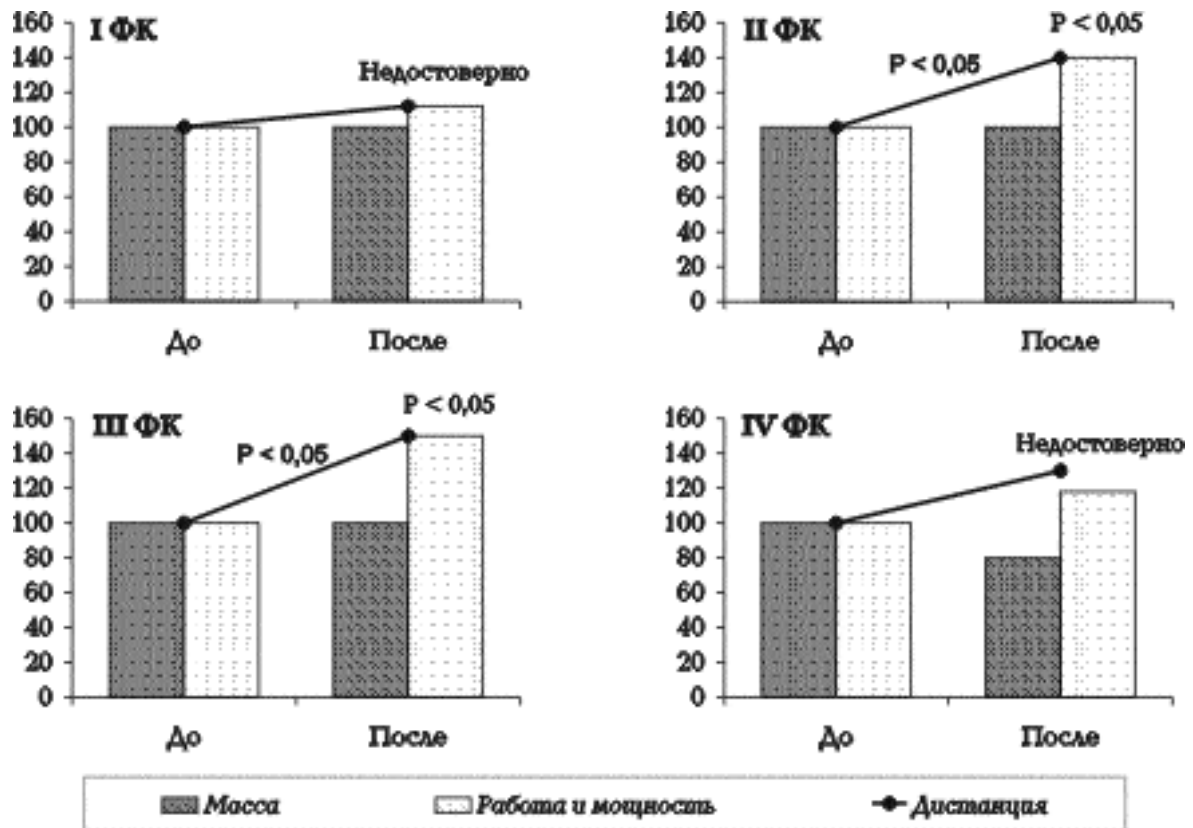 I ФК
160
140
120
100
80
60
40
20
0
Недостоверно
До
После
II ФК
160
140
120
100
80
60
40
20
0
P < 0,05
P < 0,05
До
После
III ФК
160
140
120
100
80
60
40
20
0
P < 0,05
P < 0,05
До
После
IV ФК
160
140
120
100
80
60
40
20
0
Недостоверно
До
После
Масса
Работа и мощность
Дистанция